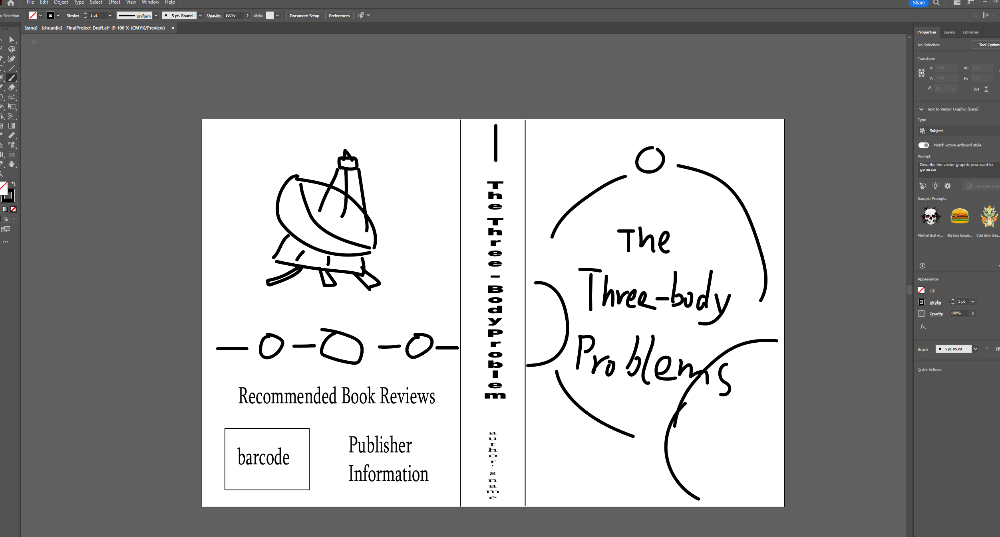 File Edit Object Type Select Effect View Window Help
Share
o Selection
Stroke: 1 pt
Uniform
5 pt. Round
Opacity: 100%
Style:
Document Setup
Preferences
[zang] - [chuanjie] - FinalProject_Draft.ai* @ 100 % (CMYK/Preview) ×
Recommended Book Reviews
barcode
Publisher
Information
The Three-Body Problem
author's name
The
Three-body
Problems
Properties Layers Libraries
No Selection
Tool Options
Transform
X: 0 in W: 0 in
Y: 0 in H: 0 in
0°
Text to Vector Graphic (Beta)
Type
Subject
Match active artboard style
Prompt
Describe the vector graphic you want to
generate
Generate (Bet
Sample Prompts
Minimal skull wi... Big juicy burger... Cute baby drag...
Appearance
Fill
Stroke 1 pt
Opacity 100%
fx.
Brush 5 pt. Round
Quick Actions